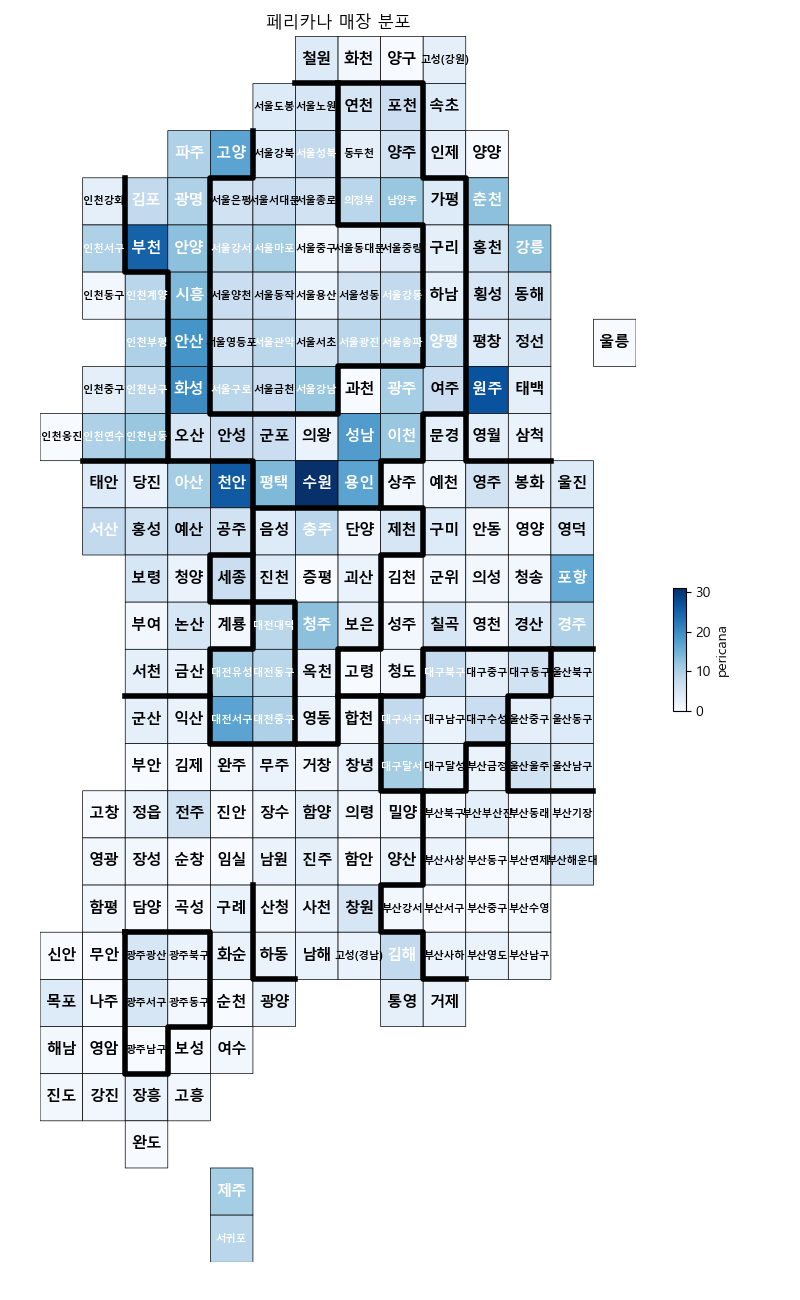 페리카나 매장 분포
철원 화천 양구 고성(강원)
서울도봉 서울노원 연천 포천 속초
파주 고양 서울강북 서울성북 동두천 양주 인제 양양
인천강화 김포 광명 서울은평 서울서대문 서울종로 의정부 남양주 가평 춘천
인천서구 부천 안양 서울강서 서울마포 서울중구 서울동대문 서울중랑 구리 홍천 강릉
인천동구 인천계양 시흥 서울양천 서울동작 서울용산 서울성동 서울강동 하남 횡성 동해
인천부평 안산 서울영등포 서울관악 서울서초 서울광진 서울송파 양평 평창 정선 울릉
인천중구 인천남구 화성 서울구로 서울금천 서울강남 과천 광주 여주 원주 태백
인천옹진 인천연수 인천남동 오산 안성 군포 의왕 성남 이천 문경 영월 삼척
태안 당진 아산 천안 평택 수원 용인 상주 예천 영주 봉화 울진
서산 홍성 예산 공주 음성 충주 단양 제천 구미 안동 영양 영덕
보령 청양 세종 진천 증평 괴산 김천 군위 의성 청송 포항
부여 논산 계룡 대전대덕 청주 보은 성주 칠곡 영천 경산 경주
서천 금산 대전유성 대전동구 옥천 고령 청도 대구북구 대구중구 대구동구 울산북구
군산 익산 대전서구 대전중구 영동 합천 대구서구 대구남구 대구수성 울산중구 울산동구
부안 김제 완주 무주 거창 창녕 대구달서 대구달성 부산금정 울산울주 울산남구
고창 정읍 전주 진안 장수 함양 의령 밀양 부산북구 부산부산진 부산동래 부산기장
영광 장성 순창 임실 남원 진주 함안 양산 부산사상 부산동구 부산연제 부산해운대
함평 담양 곡성 구례 산청 사천 창원 부산강서 부산서구 부산중구 부산수영
신안 무안 광주광산 광주북구 화순 하동 남해 고성(경남) 김해 부산사하 부산영도 부산남구
목포 나주 광주서구 광주동구 순천 광양 통영 거제
해남 영암 광주남구 보성 여수
진도 강진 장흥 고흥
완도
제주
서귀포
30
20
10
0
pericana